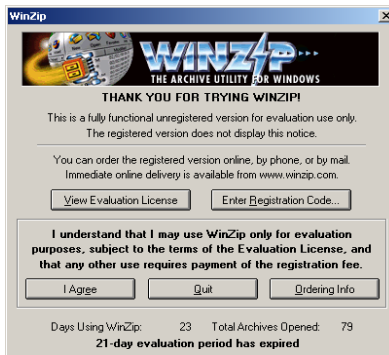 WinZip
WINZIP
THE ARCHIVE UTILITY FOR WINDOWS
THANK YOU FOR TRYING WINZIP!
This is a fully functional unregistered version for evaluation use only.
The registered version does not display this notice.
You can order the registered version online, by phone, or by mail.
Immediate online delivery is available from www.winzip.com.
View Evaluation License Enter Registration Code...
I understand that I may use WinZip only for evaluation
purposes, subject to the terms of the Evaluation License, and
that any other use requires payment of the registration fee.
I Agree Quit Ordering Info
Days Using WinZip: 23 Total Archives Opened: 79
21-day evaluation period has expired